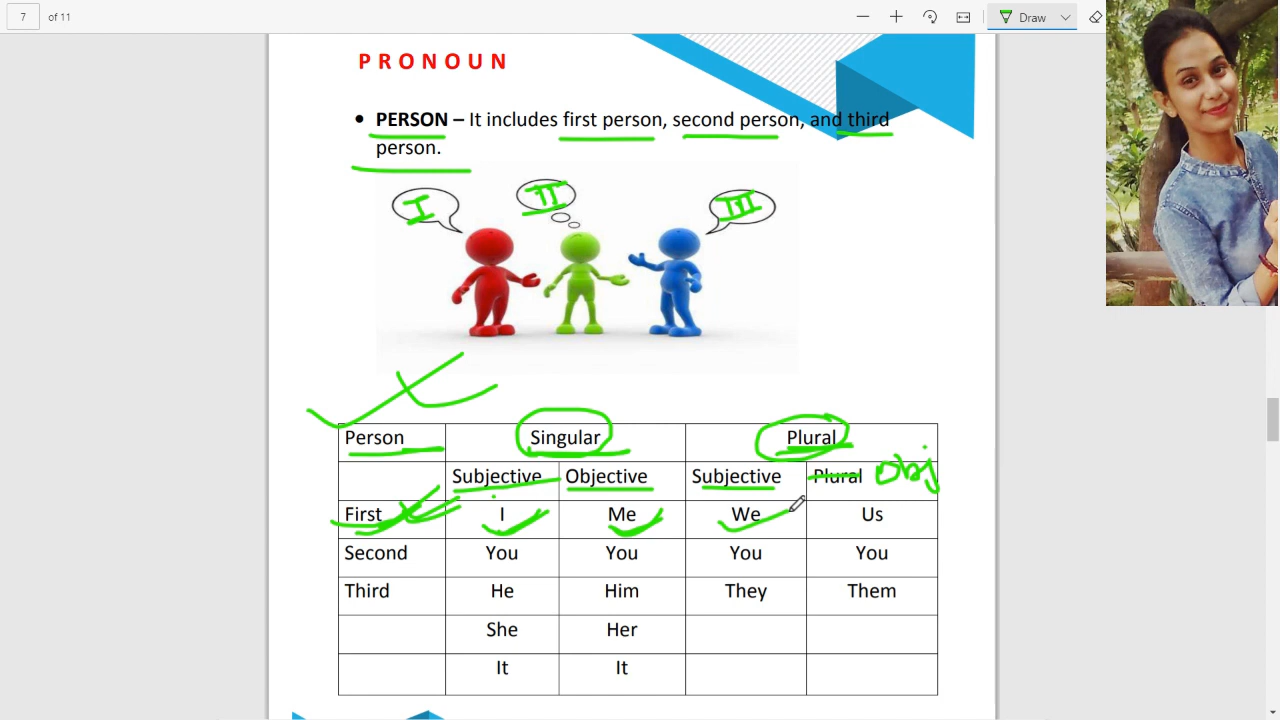 7 of 11
Draw
PRONOUN
• PERSON – It includes first person, second person, and third
person.
I II III
Person Singular Plural
Subjective Objective Subjective Plural Obj
First I Me We Us
Second You You You You
Third He Him They Them
She Her
It It